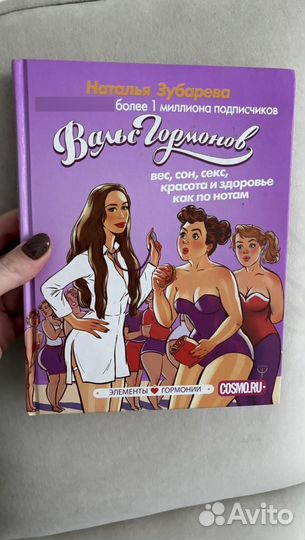 Наталья Зубарева
более 1 миллиона подписчиков
Вальс Гормонов
вес, сон, секс,
красота и здоровье
как по нотам
ЭЛЕМЕНТЫ ГОРМОНИИ
COSMO.RU
Avito